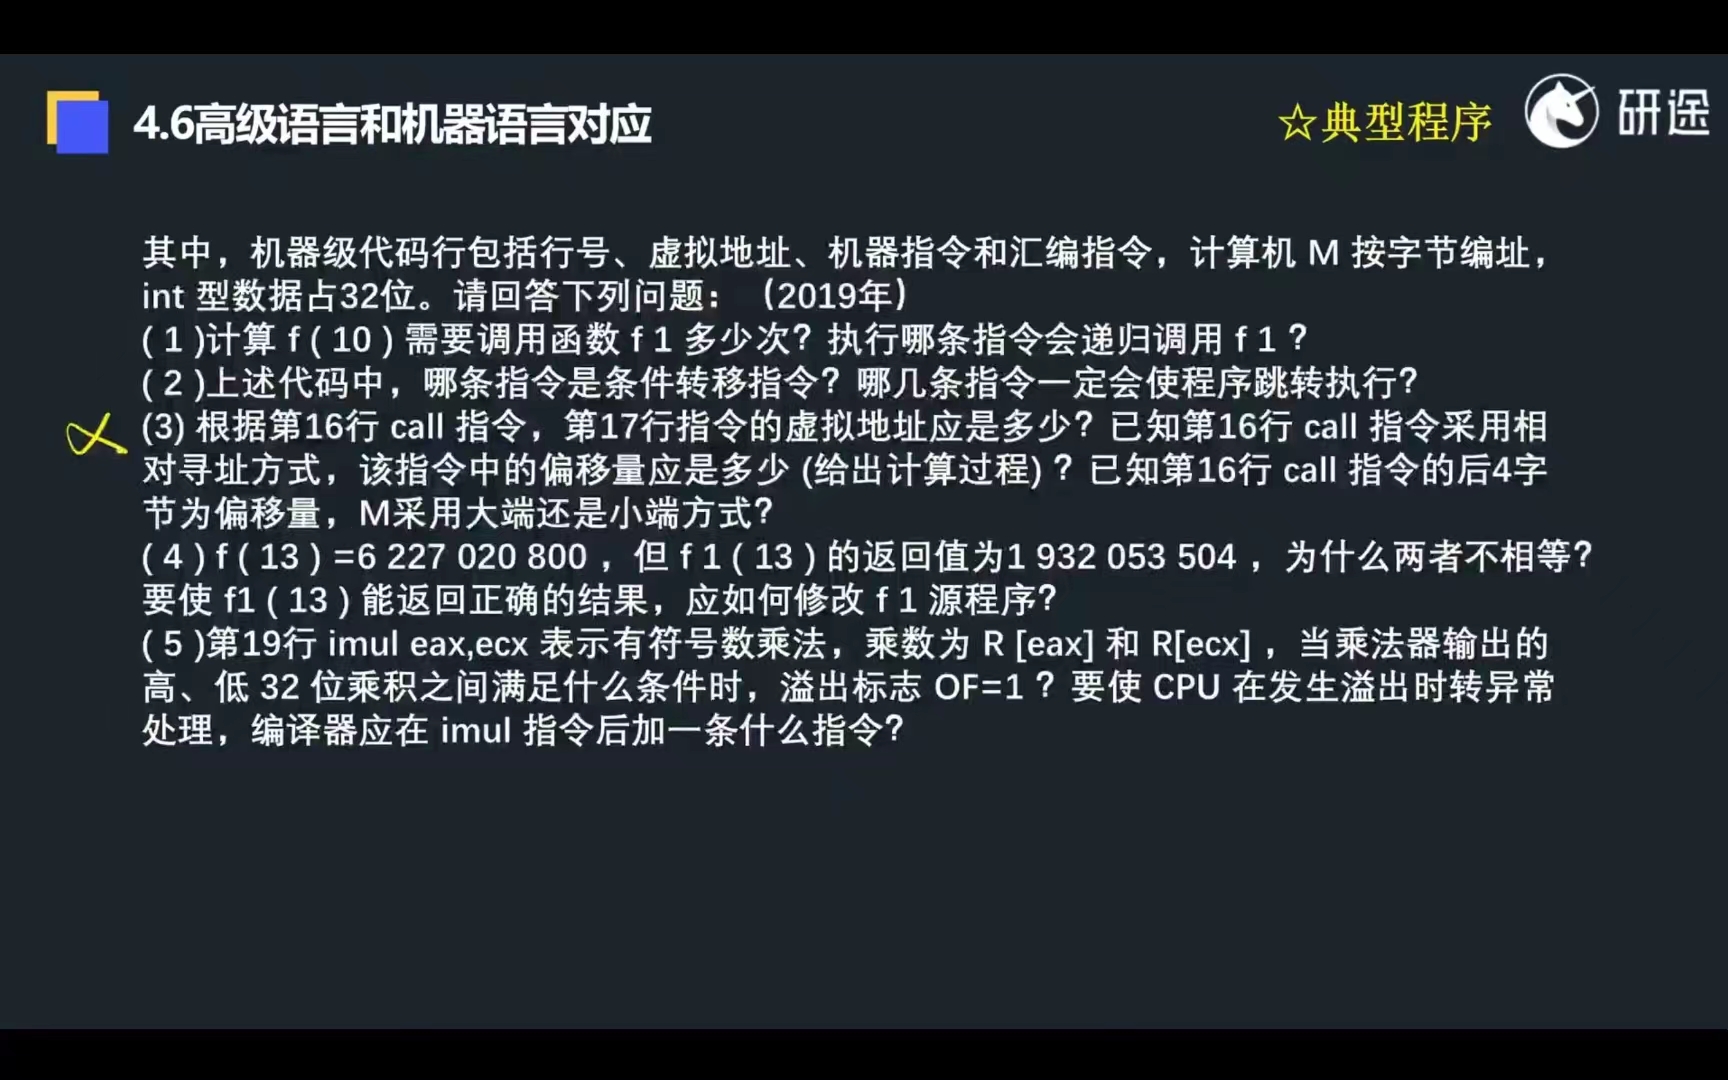 4.6高级语言和机器语言对应
☆典型程序
研途
其中，机器级代码行包括行号、虚拟地址、机器指令和汇编指令，计算机 M 按字节编址，
int 型数据占32位。请回答下列问题：（2019年）
( 1 )计算 f ( 10 ) 需要调用函数 f 1 多少次？执行哪条指令会递归调用 f 1 ?
( 2 )上述代码中，哪条指令是条件转移指令？哪几条指令一定会使程序跳转执行？
(3) 根据第16行 call 指令，第17行指令的虚拟地址应是多少？已知第16行 call 指令采用相
对寻址方式，该指令中的偏移量应是多少 (给出计算过程) ? 已知第16行 call 指令的后4字
节为偏移量，M采用大端还是小端方式？
( 4 ) f ( 13 ) =6 227 020 800 ，但 f 1 ( 13 ) 的返回值为1 932 053 504 ，为什么两者不相等？
要使 f1 ( 13 ) 能返回正确的结果，应如何修改 f 1 源程序？
( 5 )第19行 imul eax,ecx 表示有符号数乘法，乘数为 R [eax] 和 R[ecx] ，当乘法器输出的
高、低 32 位乘积之间满足什么条件时，溢出标志 OF=1 ? 要使 CPU 在发生溢出时转异常
处理，编译器应在 imul 指令后加一条什么指令？